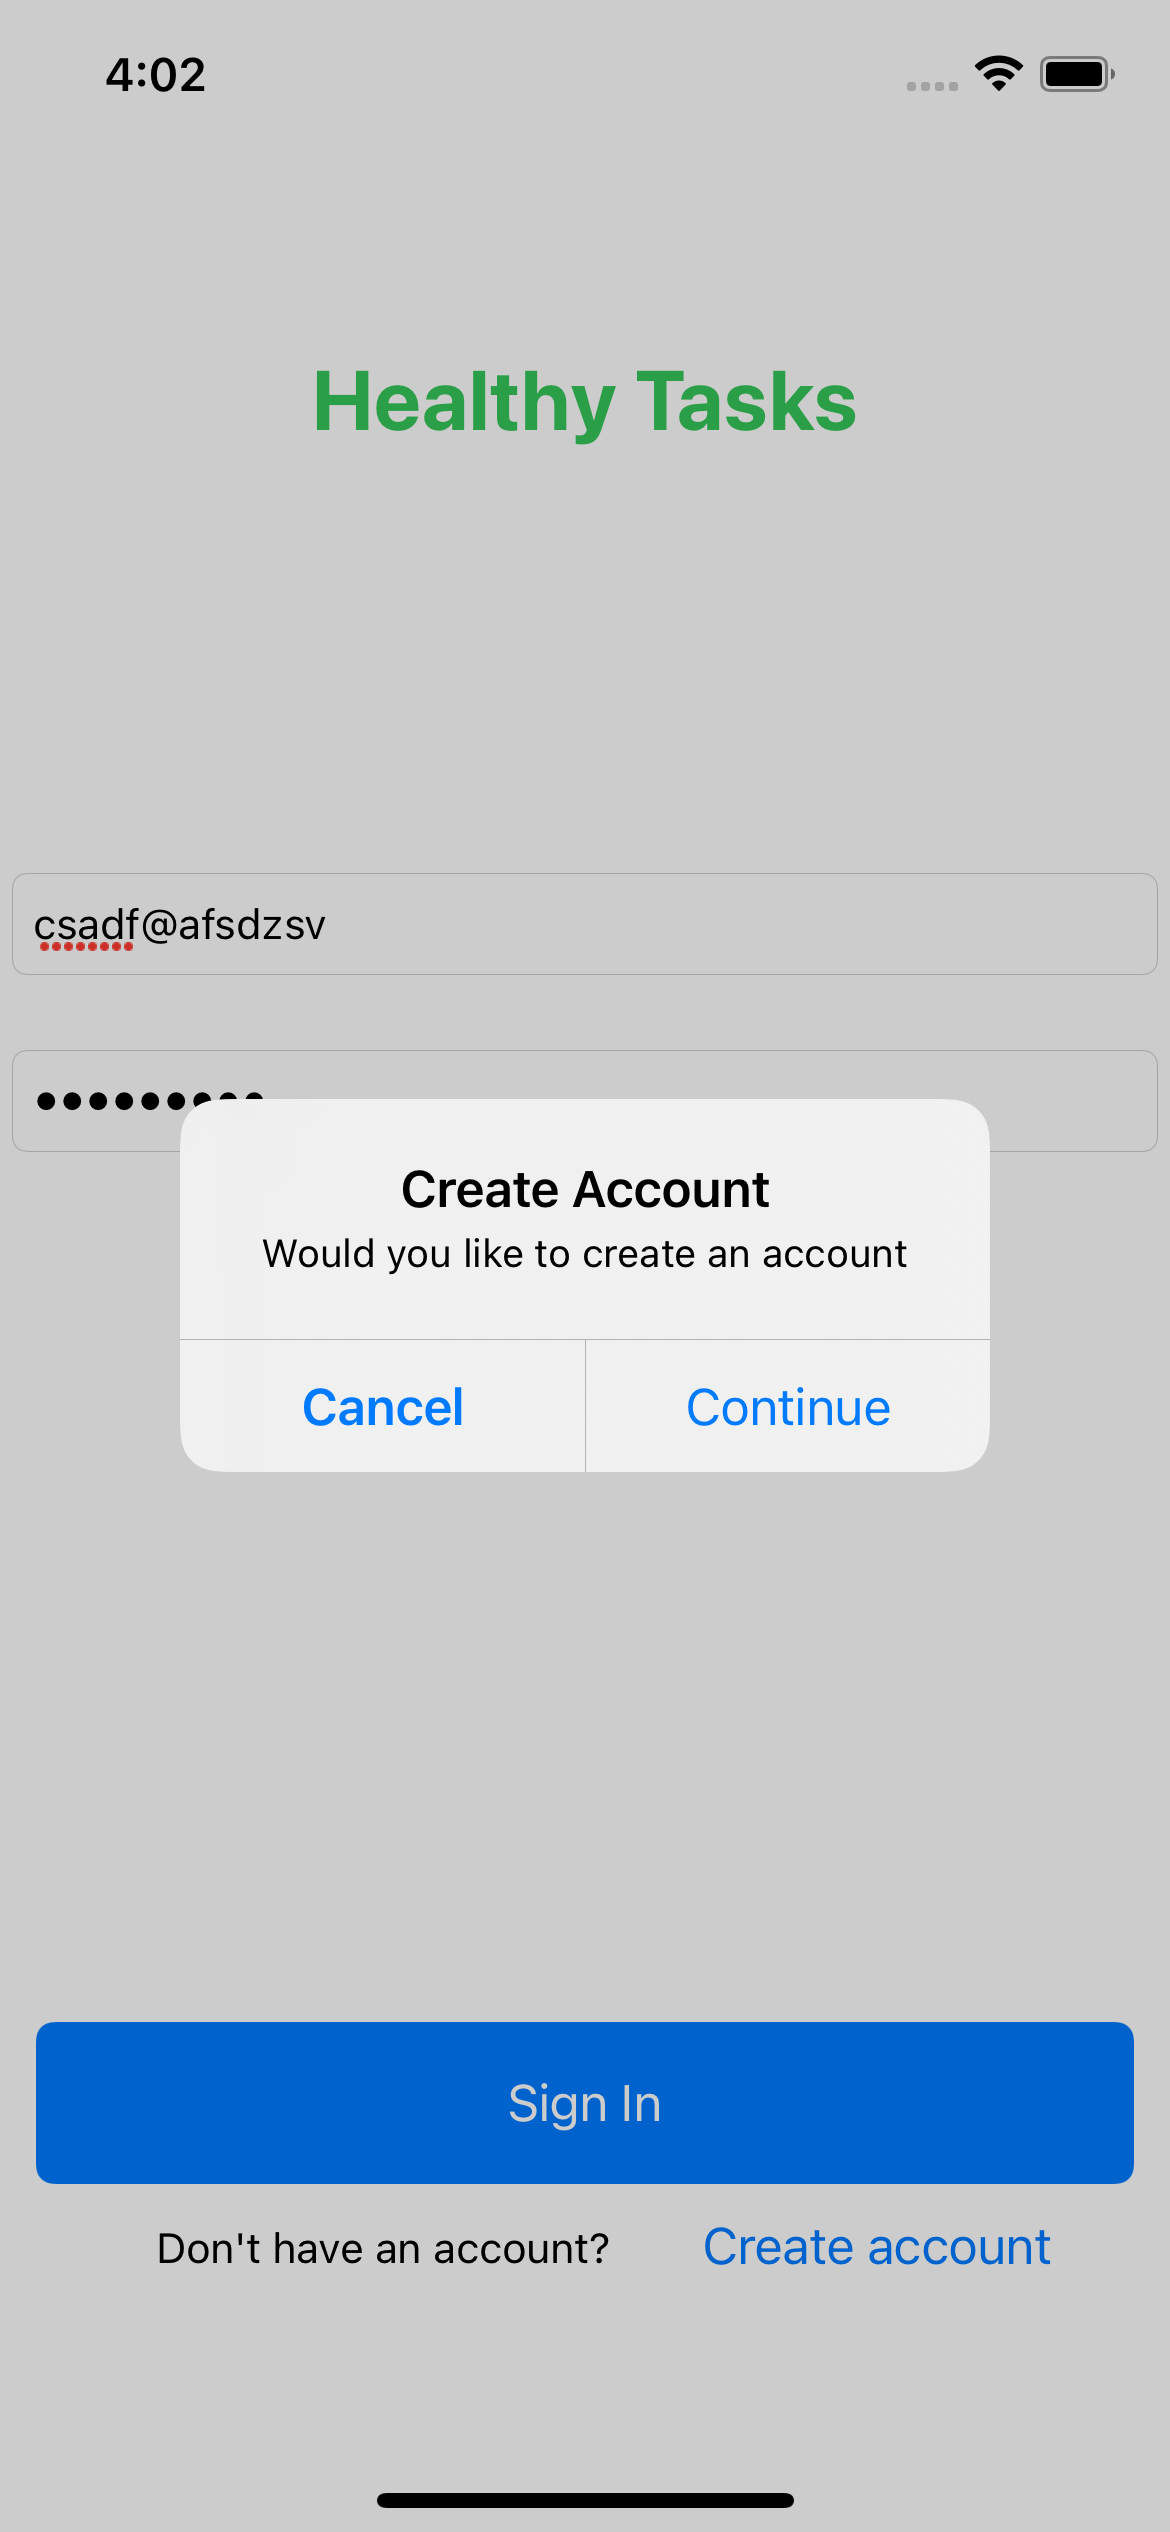 4:02
Healthy Tasks
csadf@afsdzsv
Create Account
Would you like to create an account
Cancel
Continue
Sign In
Don't have an account?
Create account